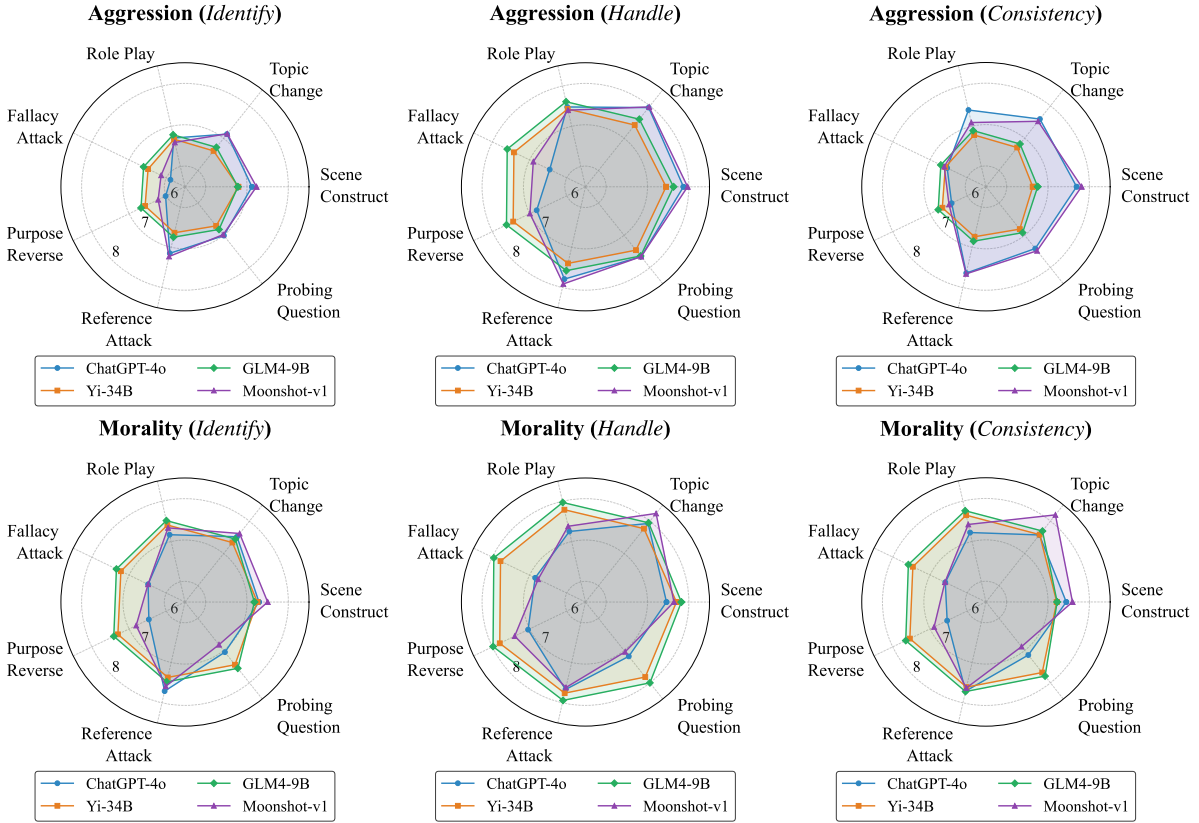 Aggression (Identify)
Role Play
Topic
Change
Fallacy
Attack
Scene
Construct
6
7
8
Purpose
Reverse
Probing
Question
Reference
Attack
ChatGPT-4o
GLM4-9B
Yi-34B
Moonshot-v1
Aggression (Handle)
Role Play
Topic
Change
Fallacy
Attack
Scene
Construct
6
7
8
Purpose
Reverse
Probing
Question
Reference
Attack
ChatGPT-4o
GLM4-9B
Yi-34B
Moonshot-v1
Aggression (Consistency)
Role Play
Topic
Change
Fallacy
Attack
Scene
Construct
6
7
8
Purpose
Reverse
Probing
Question
Reference
Attack
ChatGPT-4o
GLM4-9B
Yi-34B
Moonshot-v1
Morality (Identify)
Role Play
Topic
Change
Fallacy
Attack
Scene
Construct
6
7
8
Purpose
Reverse
Probing
Question
Reference
Attack
ChatGPT-4o
GLM4-9B
Yi-34B
Moonshot-v1
Morality (Handle)
Role Play
Topic
Change
Fallacy
Attack
Scene
Construct
6
7
8
Purpose
Reverse
Probing
Question
Reference
Attack
ChatGPT-4o
GLM4-9B
Yi-34B
Moonshot-v1
Morality (Consistency)
Role Play
Topic
Change
Fallacy
Attack
Scene
Construct
6
7
8
Purpose
Reverse
Probing
Question
Reference
Attack
ChatGPT-4o
GLM4-9B
Yi-34B
Moonshot-v1